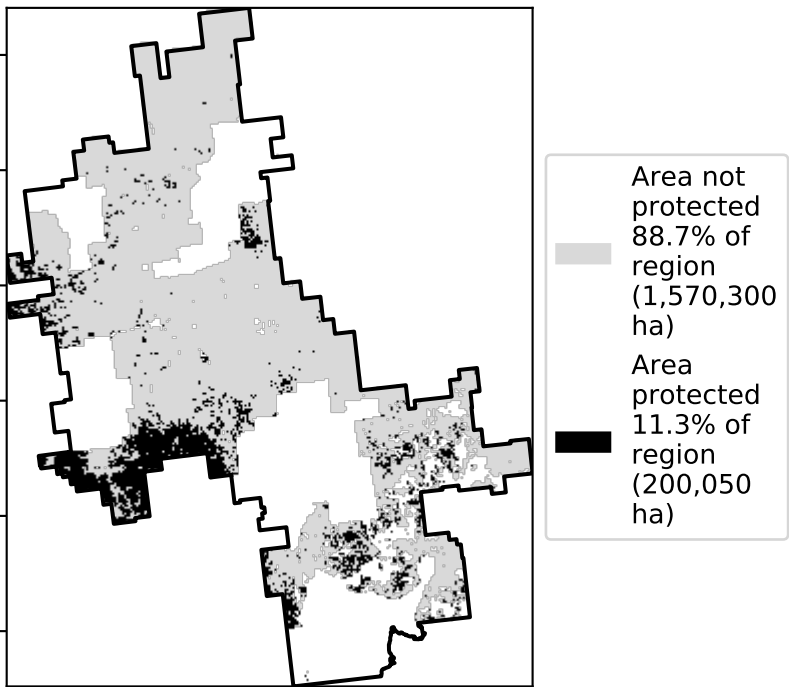 Area not
protected
88.7% of
region
(1,570,300
ha)
Area
protected
11.3% of
region
(200,050
ha)